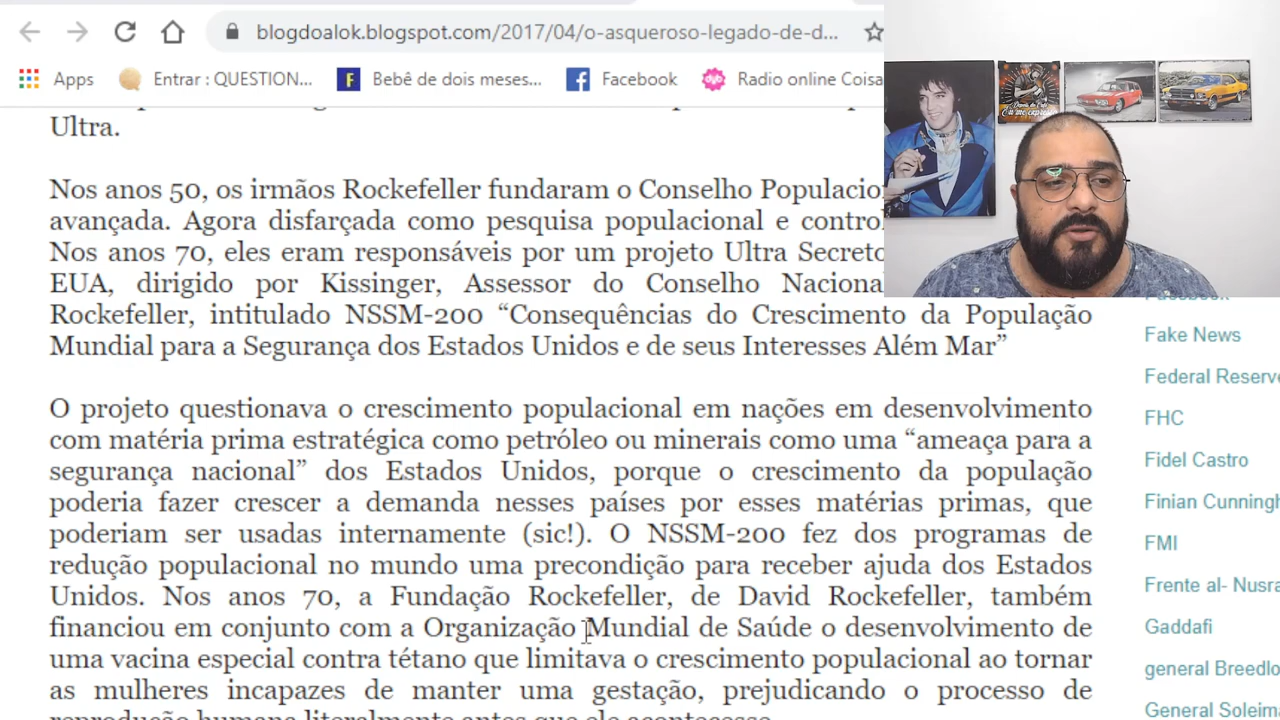 blogdoalok.blogspot.com/2017/04/o-asqueroso-legado-de-d...
Apps Entrar : QUESTION... F Bebê de dois meses... Facebook Radio online Coisa
Ultra.
Nos anos 50, os irmãos Rockefeller fundaram o Conselho
avançada. Agora disfarçada como pesquisa populacional e
Nos anos 70, eles eram responsáveis por um projeto Ultra Secreto
EUA, dirigido por Kissinger, Assessor do Conselho
Rockefeller, intitulado NSSM-200 “Consequências do Crescimento da População
Mundial para a Segurança dos Estados Unidos e de seus Interesses Além Mar”
O projeto questionava o crescimento populacional em nações em desenvolvimento
com matéria prima estratégica como petróleo ou minerais como uma “ameaça para a
segurança nacional” dos Estados Unidos, porque o crescimento da população
poderia fazer crescer a demanda nesses países por esses matérias primas, que
poderiam ser usadas internamente (sic!). O NSSM-200 fez dos programas de
redução populacional no mundo uma precondição para receber ajuda dos Estados
Unidos. Nos anos 70, a Fundação Rockefeller, de David Rockefeller, também
financiou em conjunto com a Organização Mundial de Saúde o desenvolvimento de
uma vacina especial contra tétano que limitava o crescimento populacional ao tornar
as mulheres incapazes de manter uma gestação, prejudicando o processo de
Fake News
Federal Reserve
FHC
Fidel Castro
Finian
FMI
Frente al- Nusra
Gaddafi
general
General